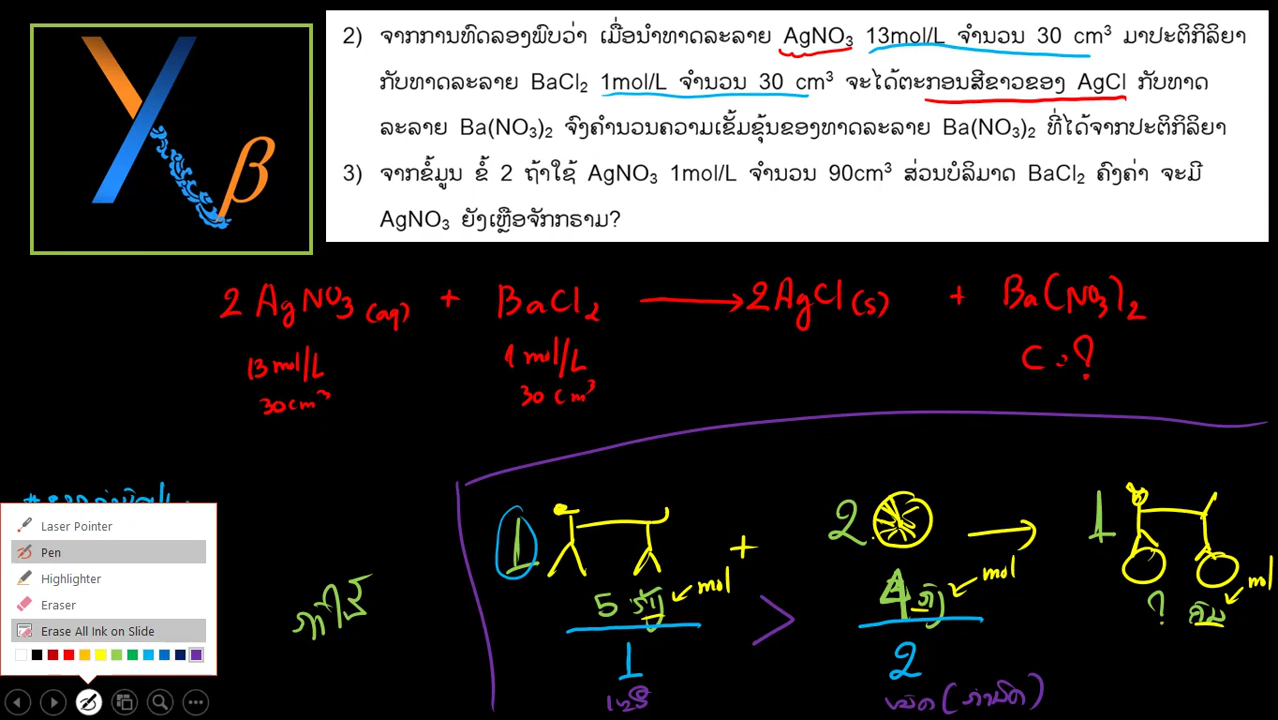 β
2) ຈາກການທົດລອງພົບວ່າ ເມື່ອນຳທາດລະລາຍ AgNO₃ 13mol/L ຈຳນວນ 30 cm³ ມາປະຕິກິລິຍາ
ກັບທາດລະລາຍ BaCl₂ 1mol/L ຈຳນວນ 30 cm³ ຈະໄດ້ຕະກອນສີຂາວຂອງ AgCl ກັບທາດ
ລະລາຍ Ba(NO₃)₂ ຈົ່ງຄຳນວນຄວາມເຂັ້ມຂຸ້ນຂອງທາດລະລາຍ Ba(NO₃)₂ ທີ່ໄດ້ຈາກປະຕິກິລິຍາ
3) ຈາກຂໍ້ມູນ ຂໍ້ 2 ຖ້າໃຊ້ AgNO₃ 1mol/L ຈຳນວນ 90cm³ ສ່ວນບໍລິມາດ BaCl₂ ຄົງຄ່າ ຈະມີ
AgNO₃ ຍັງເຫຼືອຈັກກຣາມ?
2 AgNO₃ (aq) + BaCl₂ → 2AgCl (s) + Ba(NO₃)₂
13 mol/L 1 mol/L C = ?
30 cm³ 30 cm³
1 + 2 → 1
5 mol 4 mol ? ຄັນ mol
1 > 2
Laser Pointer
Pen
Highlighter
Eraser
Erase All Ink on Slide